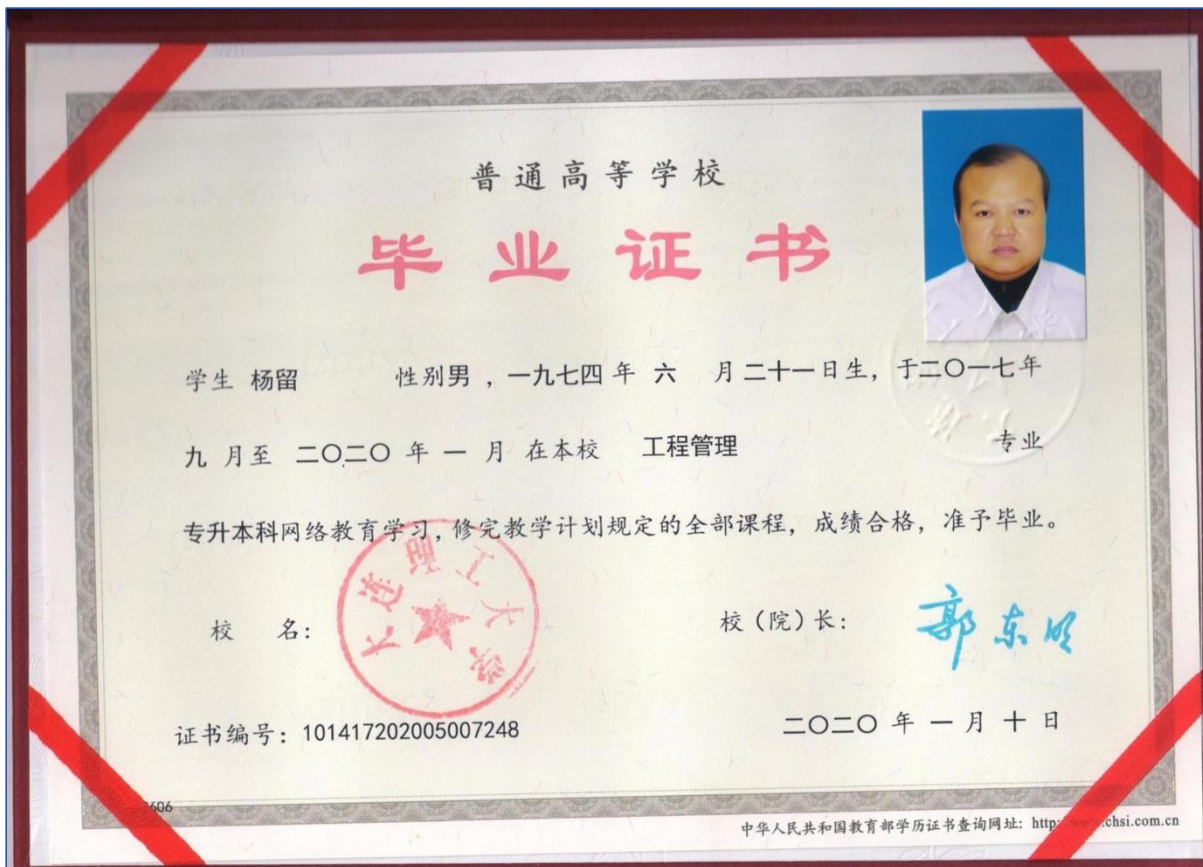 普通高等学校
毕业证书
学生 杨留 性别男，一九七四年 六 月二十一日生，于二〇一七年
九 月至 二〇二〇 年 一 月 在本校 工程管理 专业
专升本科网络教育学习，修完教学计划规定的全部课程，成绩合格，准予毕业。
校 名：
大连理工大学
校（院）长：
郭东明
证书编号：101417202005007248
二〇二〇 年 一 月 十 日
606
中华人民共和国教育部学历证书查询网址：http .chsi.com.cn